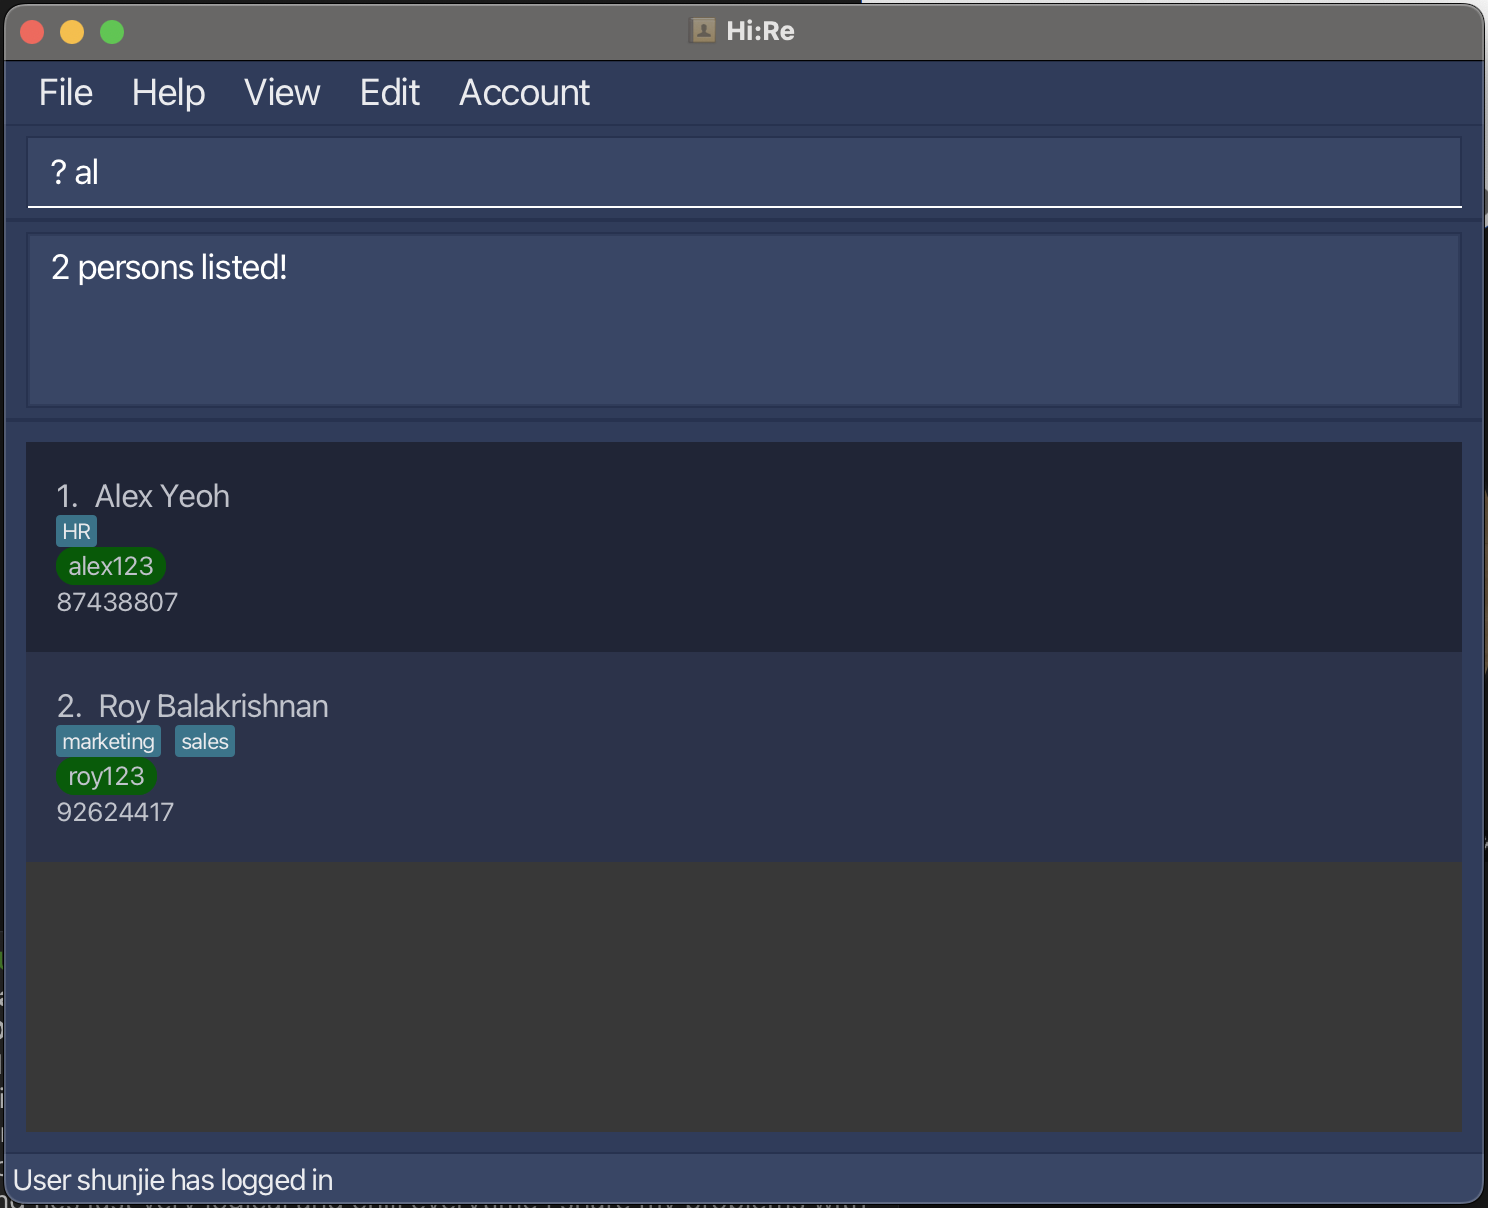 Hi:Re
File Help View Edit Account
? al
2 persons listed!
1. Alex Yeoh
HR
alex123
87438807
2. Roy Balakrishnan
marketing sales
roy123
92624417
User shunjie has logged in